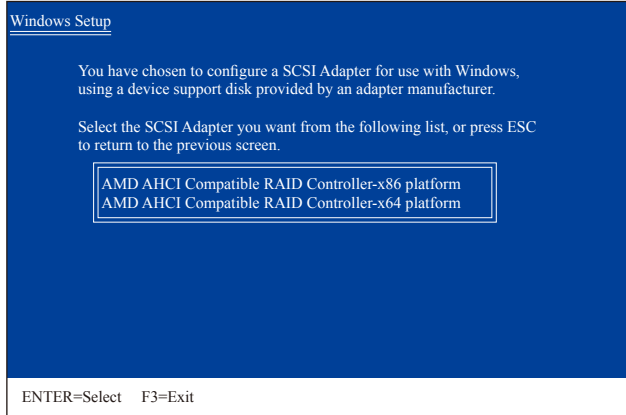 Windows Setup
You have chosen to configure a SCSI Adapter for use with Windows,
using a device support disk provided by an adapter manufacturer.
Select the SCSI Adapter you want from the following list, or press ESC
to return to the previous screen.
AMD AHCI Compatible RAID Controller-x86 platform
AMD AHCI Compatible RAID Controller-x64 platform
ENTER=Select F3=Exit